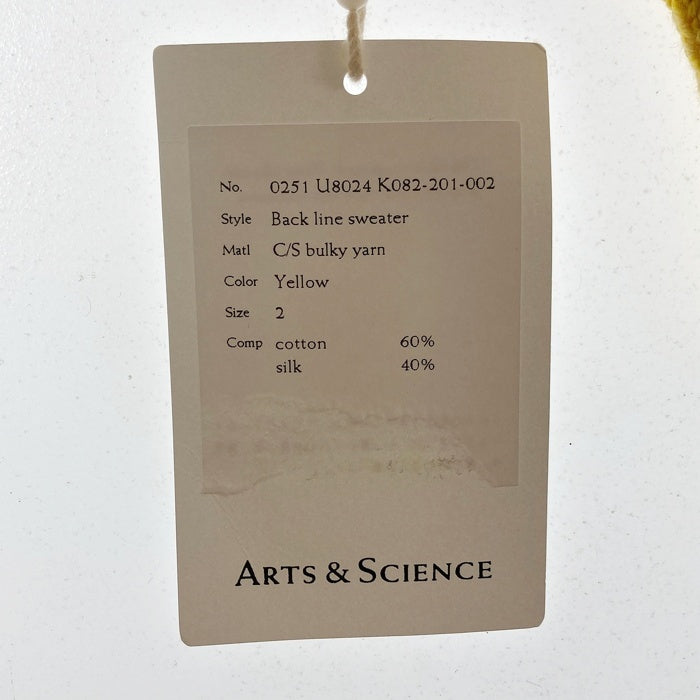 No. 0251 U8024 K082-201-002
Style Back line sweater
Matl C/S bulky yarn
Color Yellow
Size 2
Comp cotton 60%
silk 40%
ARTS & SCIENCE